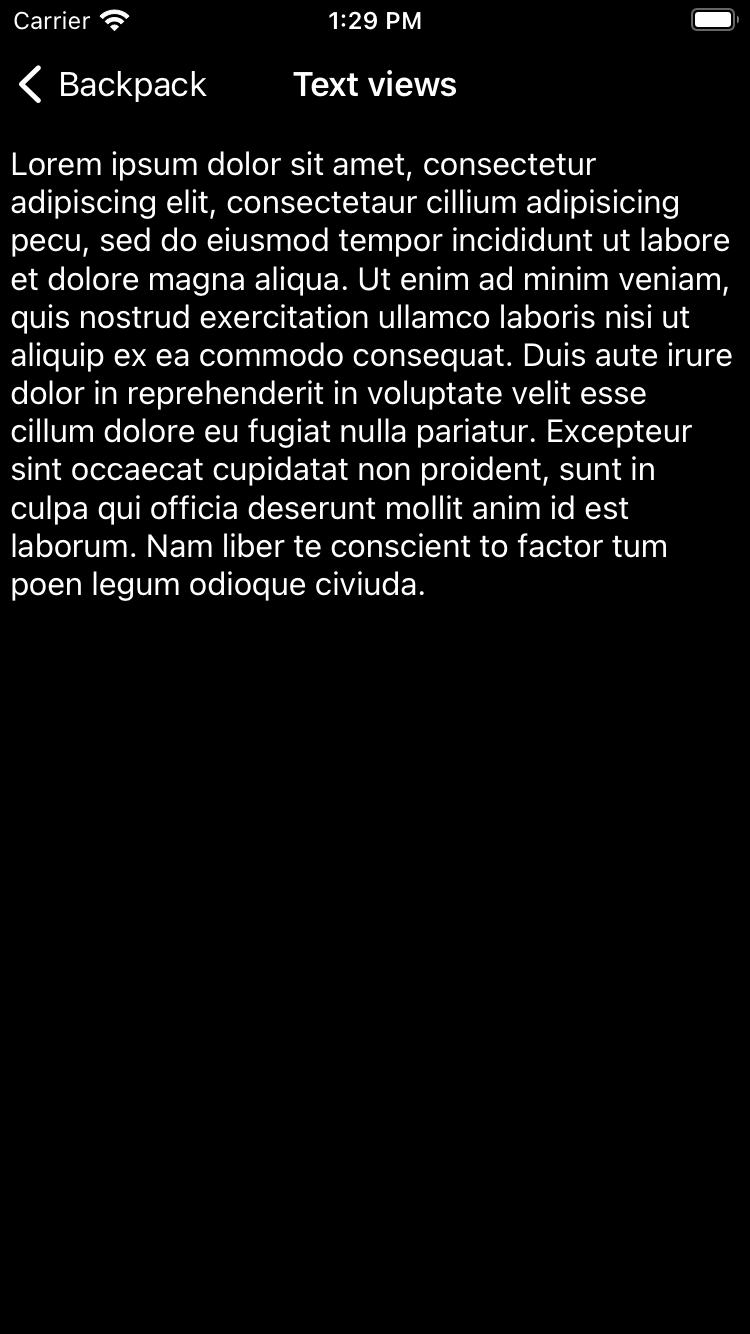 Carrier 1:29 PM
Backpack Text views
Lorem ipsum dolor sit amet, consectetur
adipiscing elit, consectetaur cillium adipisicing
pecu, sed do eiusmod tempor incididunt ut labore
et dolore magna aliqua. Ut enim ad minim veniam,
quis nostrud exercitation ullamco laboris nisi ut
aliquip ex ea commodo consequat. Duis aute irure
dolor in reprehenderit in voluptate velit esse
cillum dolore eu fugiat nulla pariatur. Excepteur
sint occaecat cupidatat non proident, sunt in
culpa qui officia deserunt mollit anim id est
laborum. Nam liber te conscient to factor tum
poen legum odioque civiuda.